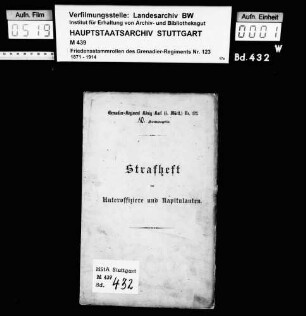 Aufn. Film
0519
Verfilmungsstelle: Landesarchiv BW
Institut für Erhaltung von Archiv- und Bibliotheksgut
HAUPTSTAATSARCHIV STUTTGART
M 439
Friedensstammrollen des Grenadier-Regiments Nr. 123
1871 - 1914
Aufn. Einheit
0001
Bd. 432
Grenadier-Regiment König Karl (5. Württ.) Nr. 123.
10.
Strafheft
Unteroffiziere und Kapitulanten.
HStA Stuttgart
M 439
Bd. 432